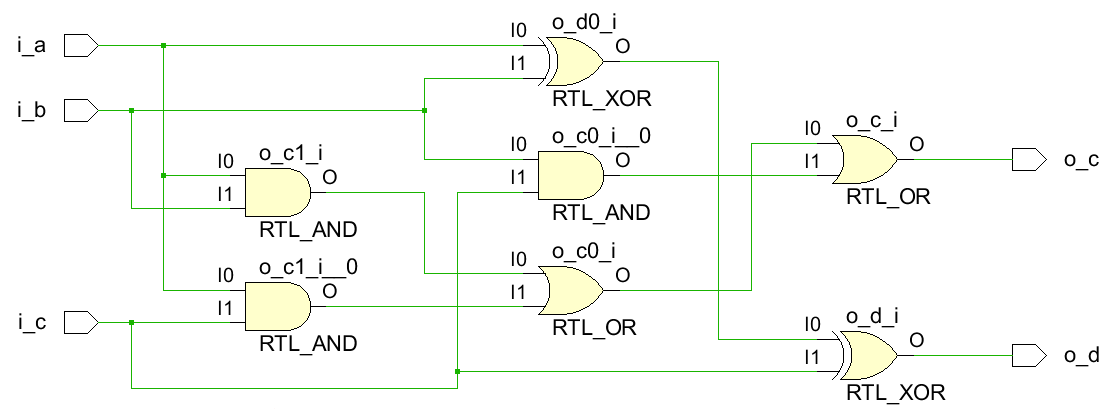 o_d0_i
i_a
I0
O
I1
RTL_XOR
i_b
o_c1_i
I0
O
I1
RTL_AND
o_c0_i__0
I0
O
I1
RTL_AND
o_c_i
I0
O
I1
RTL_OR
o_c
o_c1_i__0
I0
O
I1
RTL_AND
i_c
o_c0_i
I0
O
I1
RTL_OR
o_d_i
I0
O
I1
RTL_XOR
o_d